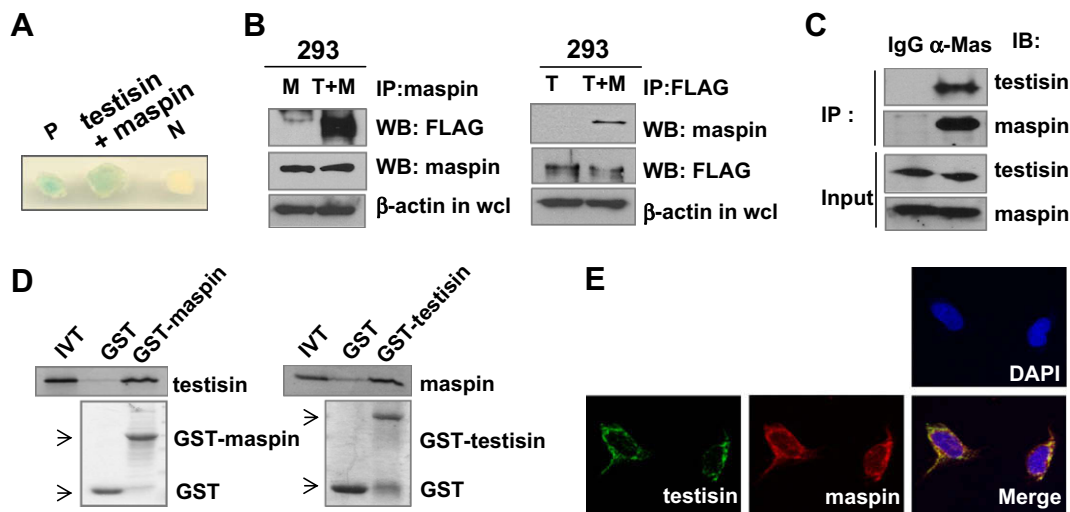 A
P
testisin
+ maspin
N
B
293
M T+M IP:maspin
WB: FLAG
WB: maspin
β-actin in wcl
293
T T+M IP:FLAG
WB: maspin
WB: FLAG
β-actin in wcl
C
IgG α-Mas IB:
IP :
testisin
maspin
Input
testisin
maspin
D
IVT
GST
GST-maspin
testisin
GST-maspin
GST
IVT
GST
GST-testisin
maspin
GST-testisin
GST
E
DAPI
testisin
maspin
Merge